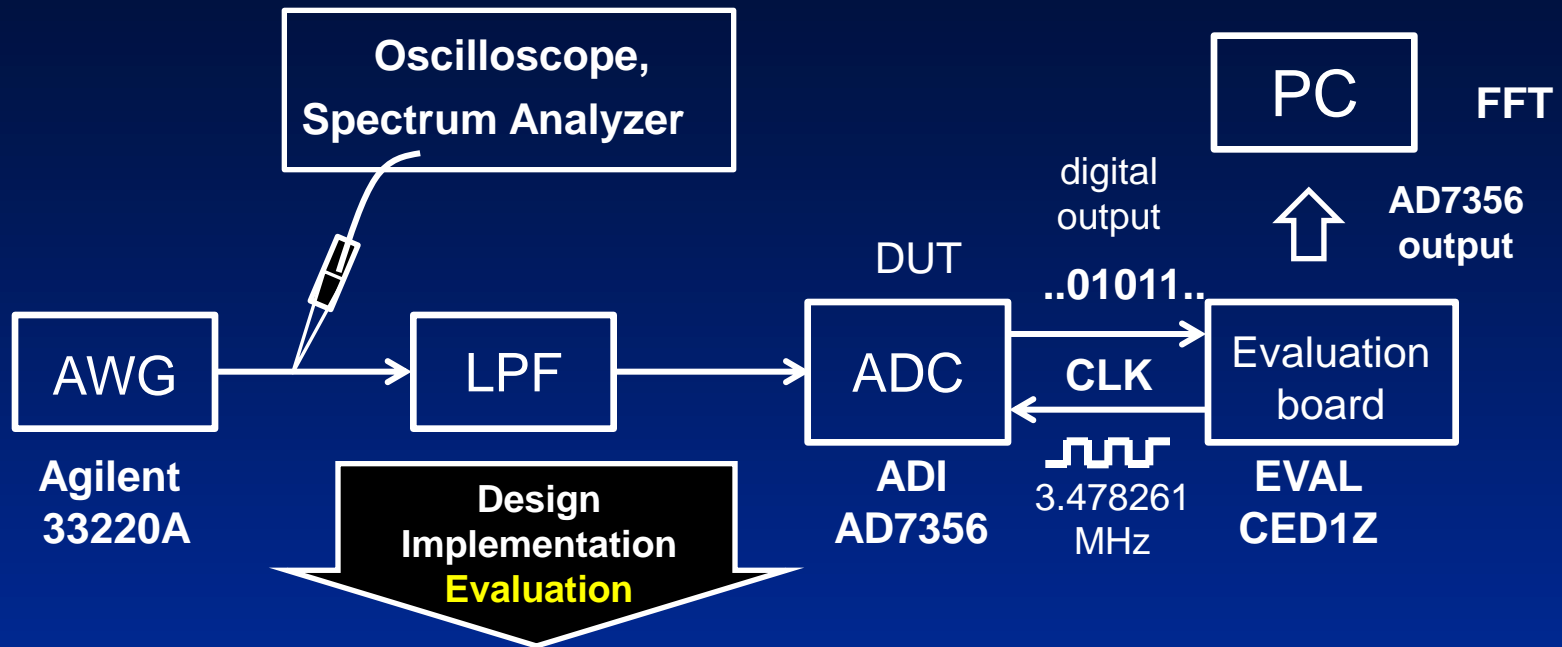 Oscilloscope,
Spectrum Analyzer
PC
FFT
digital
output
AD7356
output
DUT
..01011..
AWG
LPF
ADC
CLK
Evaluation
board
Agilent
33220A
Design
Implementation
Evaluation
ADI
AD7356
3.478261
MHz
EVAL
CED1Z